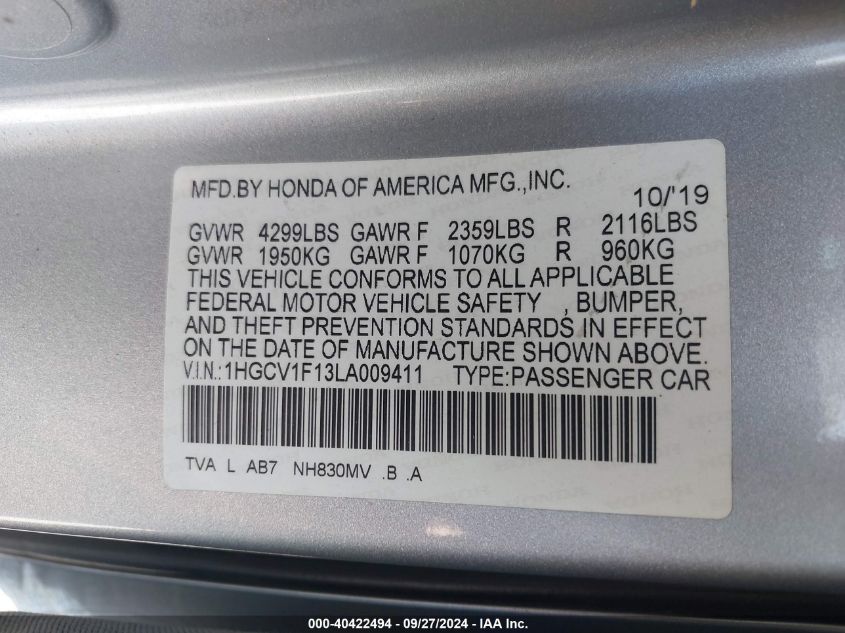 MFD.BY HONDA OF AMERICA MFG.,INC.
10/'19
GVWR 4299LBS GAWR F 2359LBS R 2116LBS
GVWR 1950KG GAWR F 1070KG R 960KG
THIS VEHICLE CONFORMS TO ALL APPLICABLE
FEDERAL MOTOR VEHICLE SAFETY , BUMPER,
AND THEFT PREVENTION STANDARDS IN EFFECT
ON THE DATE OF MANUFACTURE SHOWN ABOVE.
V.I.N.:1HGCV1F13LA009411 TYPE:PASSENGER CAR
TVA L AB7 NH830MV .B .A
000-40422494 - 09/27/2024 - IAA Inc.